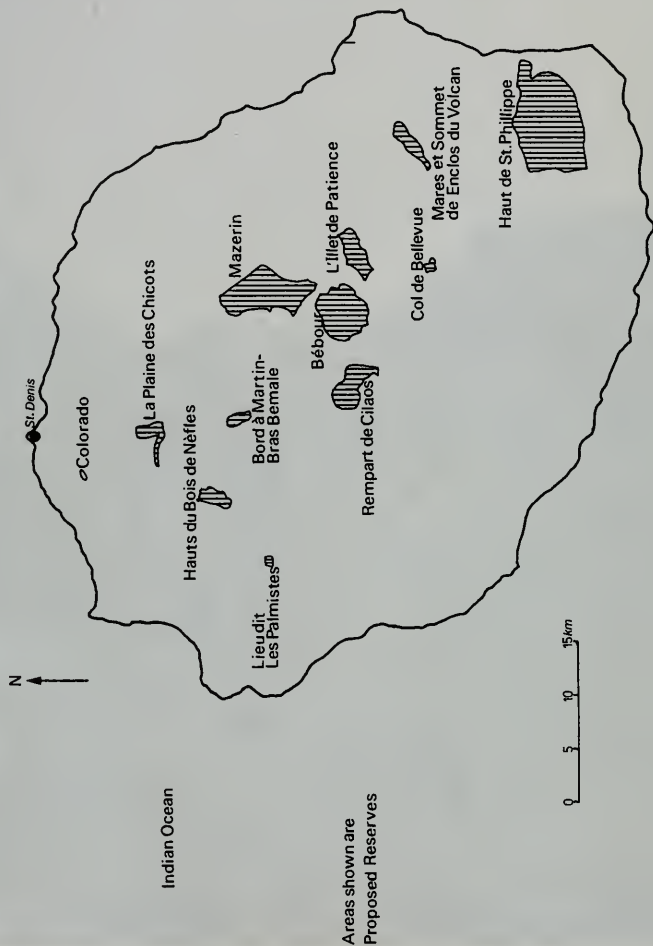 N
St. Denis
Colorado
La Plaine des Chicots
Hauts du Bois de Nèfles
Mazerin
Bord à Martin-
Bras Bemale
Lieudit
Les Palmistes
Bébour
L'Illet de Patience
Rempart de Cilaos
Col de Bellevue
Mares et Sommet
de Enclos du Volcan
Haut de St. Phillippe
Indian Ocean
Areas shown are
Proposed Reserves
0 5 10 15km